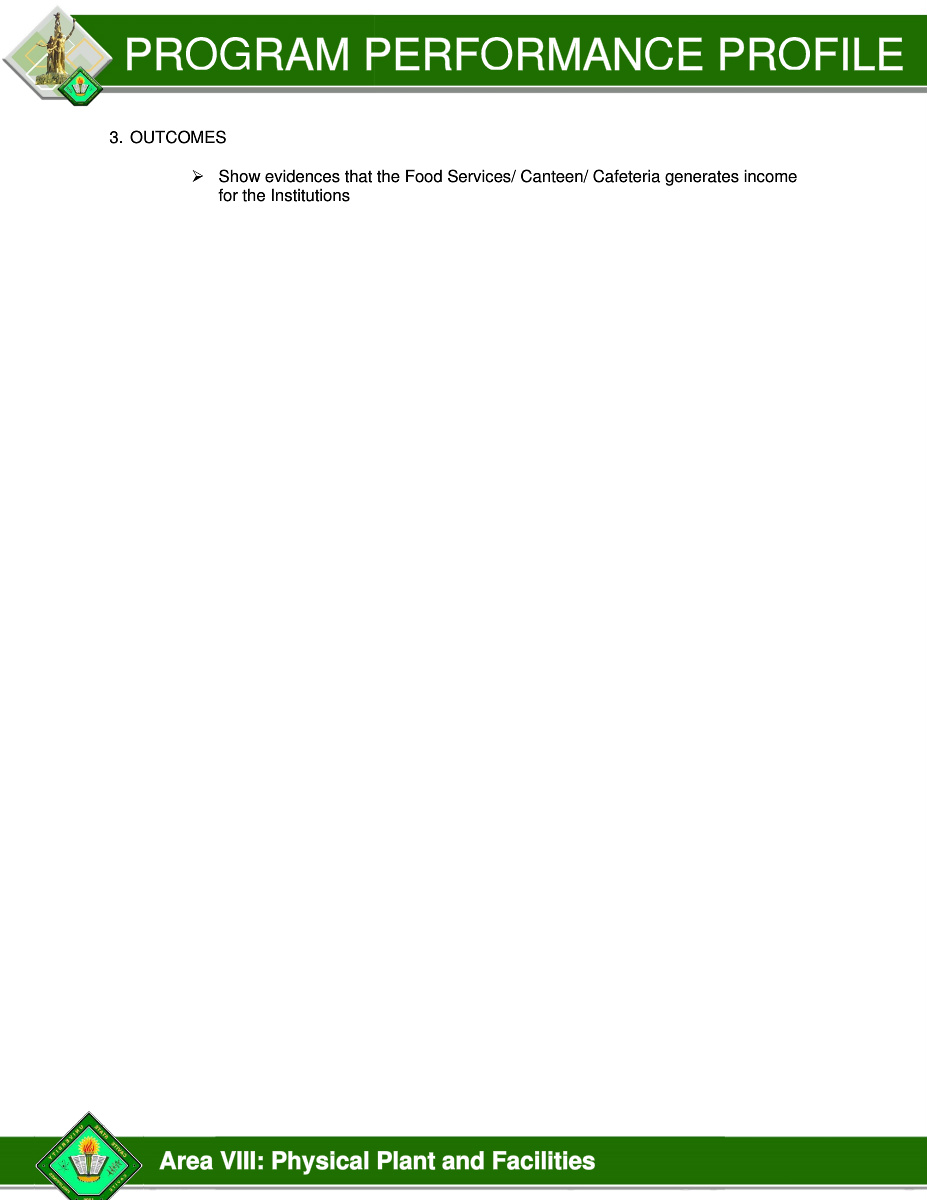 PROGRAM PERFORMANCE PROFILE
3. OUTCOMES
➢ Show evidences that the Food Services/ Canteen/ Cafeteria generates income
for the Institutions
Area VIII: Physical Plant and Facilities